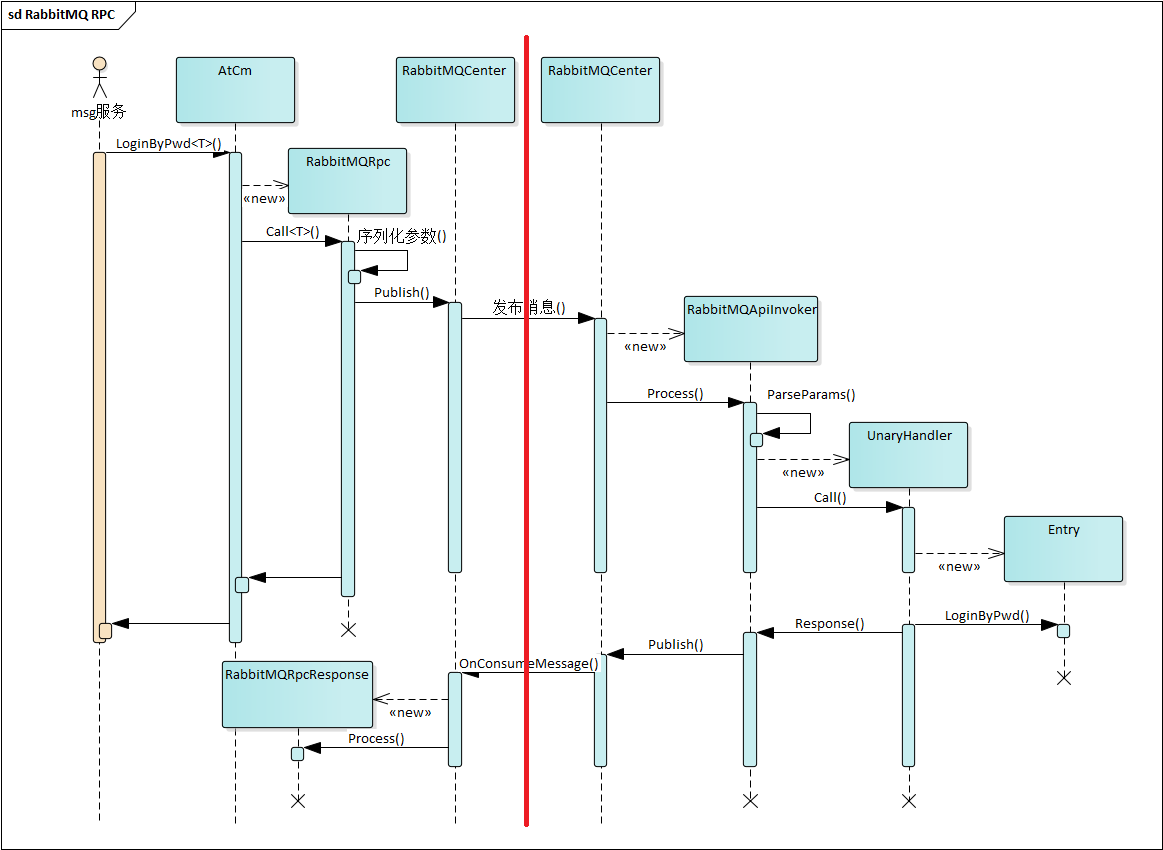 sd RabbitMQ RPC
msg服务
AtCm
RabbitMQCenter
RabbitMQCenter
LoginByPwd<T>()
RabbitMQRpc
«new»
Call<T>()
序列化参数()
Publish()
发布消息()
RabbitMQApiInvoker
«new»
Process()
ParseParams()
UnaryHandler
«new»
Call()
Entry
«new»
LoginByPwd()
Response()
Publish()
OnConsumeMessage()
RabbitMQRpcResponse
«new»
Process()